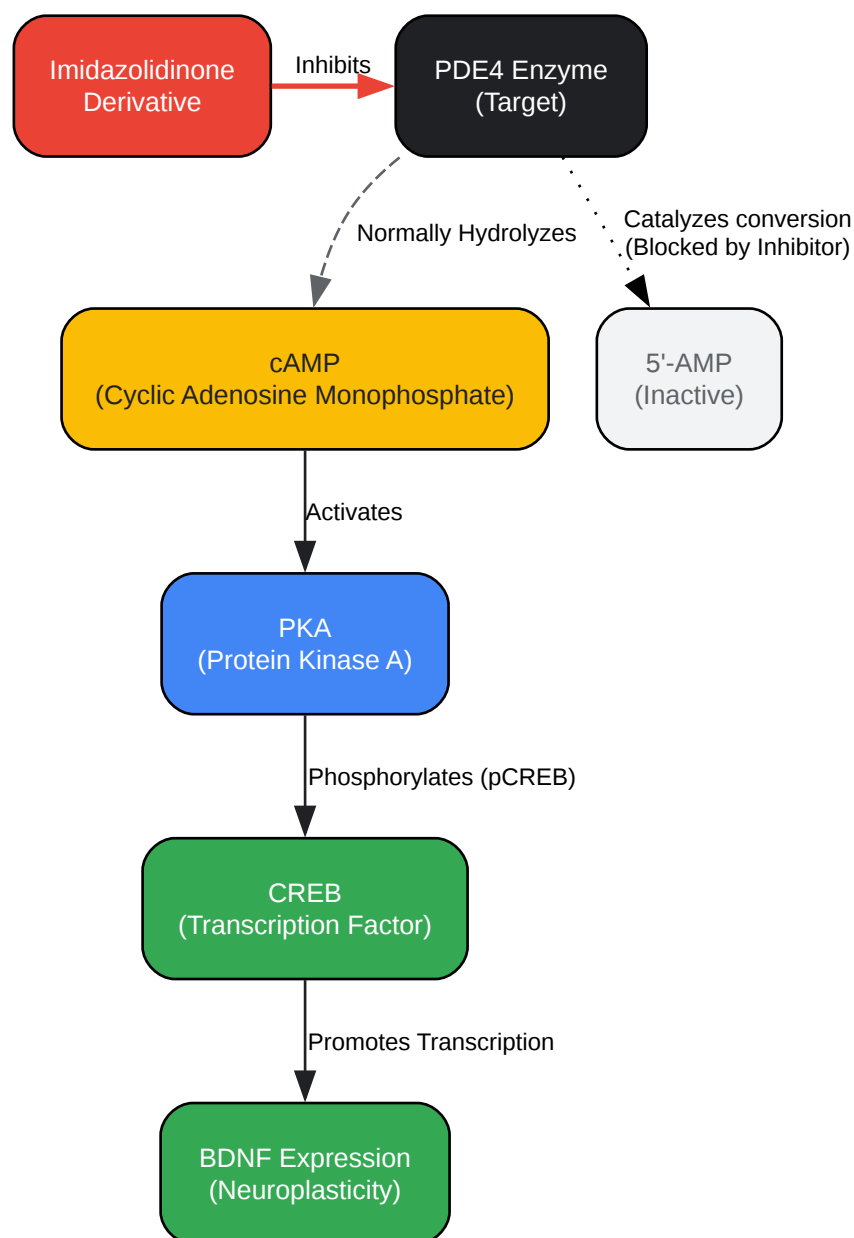 Imidazolidinone
Derivative
Inhibits
PDE4 Enzyme
(Target)
Normally Hydrolyzes
Catalyzes conversion
(Blocked by Inhibitor)
cAMP
(Cyclic Adenosine Monophosphate)
5'-AMP
(Inactive)
Activates
PKA
(Protein Kinase A)
Phosphorylates (pCREB)
CREB
(Transcription Factor)
Promotes Transcription
BDNF Expression
(Neuroplasticity)